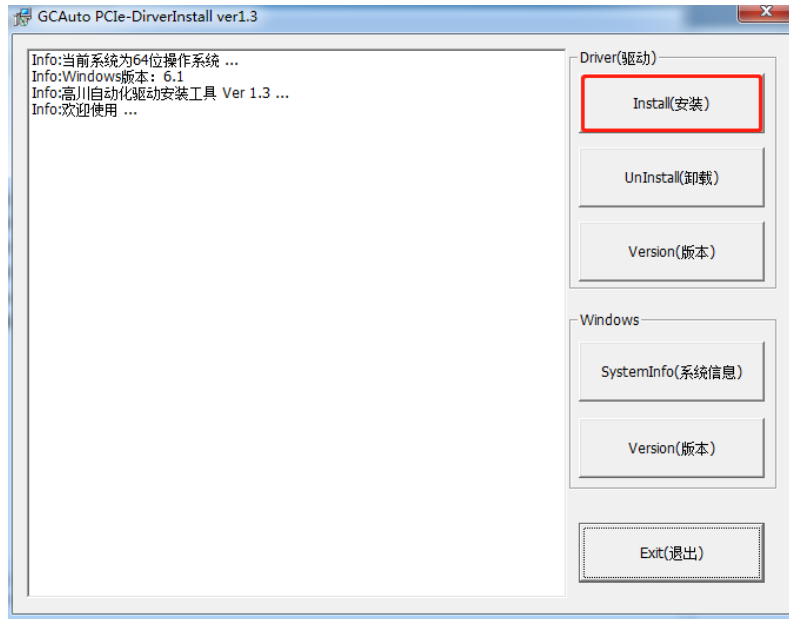 GCAuto PCIe-DirverInstall ver1.3
Info:当前系统为64位操作系统 ...
Info:Windows版本：6.1
Info:高川自动化驱动安装工具 Ver 1.3 ...
Info:欢迎使用 ...
Driver(驱动)
Install(安装)
UnInstall(卸载)
Version(版本)
Windows
SystemInfo(系统信息)
Version(版本)
Exit(退出)